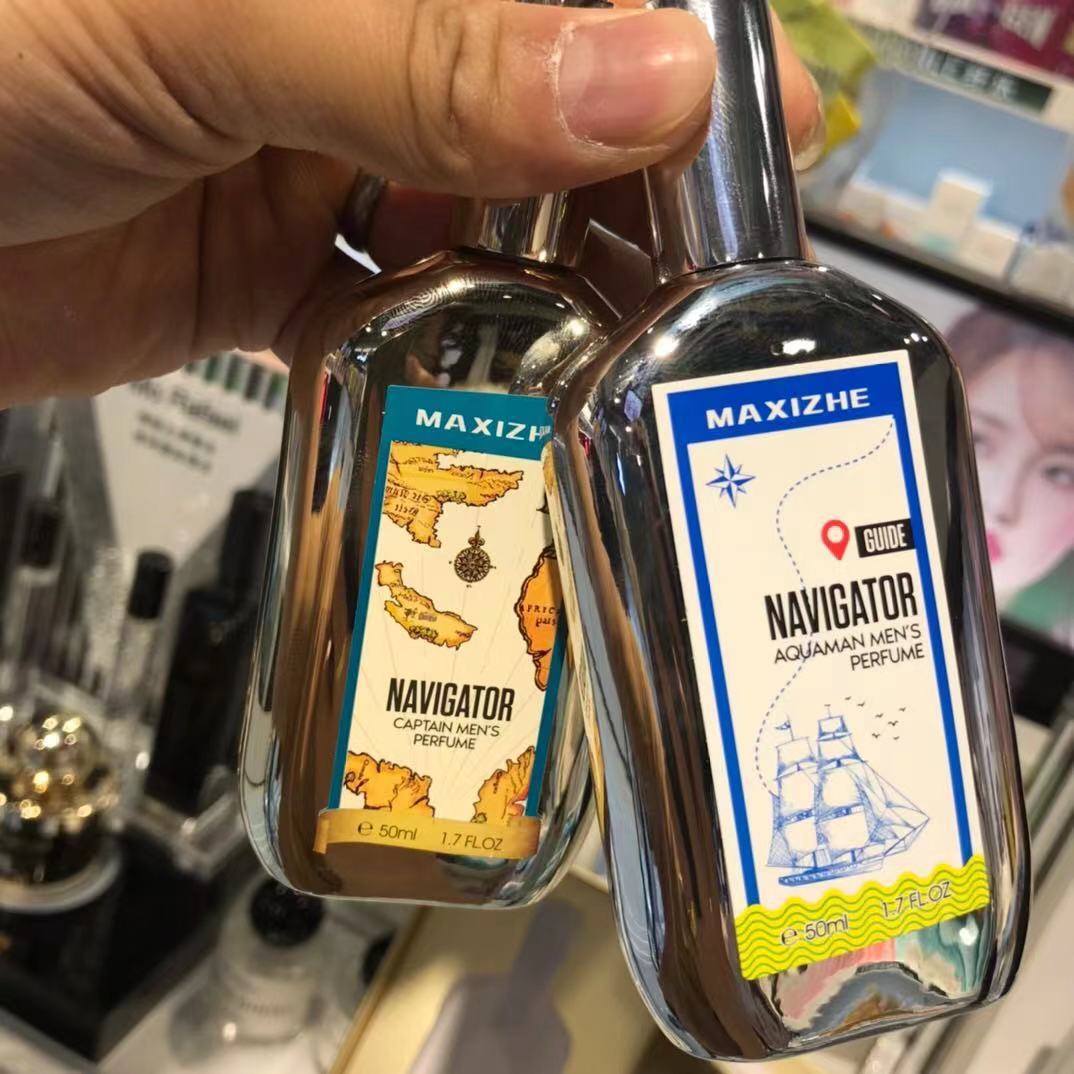 MAXIZH
AFRIC
NAVIGATOR
CAPTAIN MEN'S
PERFUME
e 50ml 1.7 FL.OZ
MAXIZHE
GUIDE
NAVIGATOR
AQUAMAN MEN'S
PERFUME
e 50ml 1.7 FL.OZ